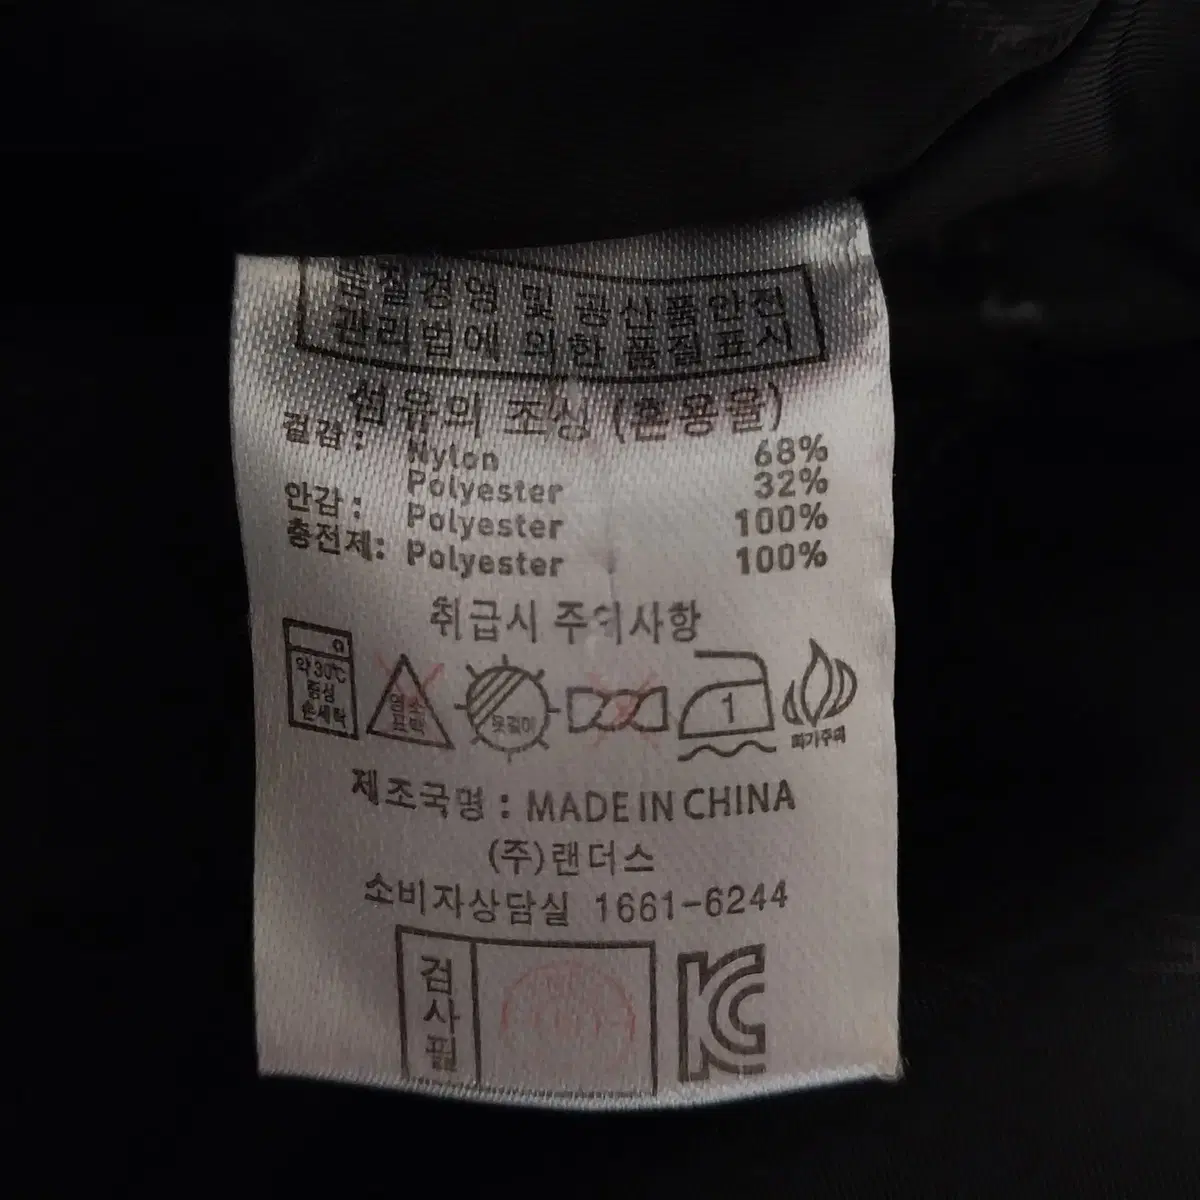 품질경영 및 공산품안전
관리법에 의한 품질표시
섬유의 조성 (혼용율)
겉감 : Nylon 68%
Polyester 32%
안감 : Polyester 100%
충전제: Polyester 100%
취급시 주의사항
약 30℃
중성
손세탁
염소
표백
옷걸이
1
화기주의
제조국명 : MADE IN CHINA
(주)랜더스
소비자상담실 1661-6244
검사필
KC